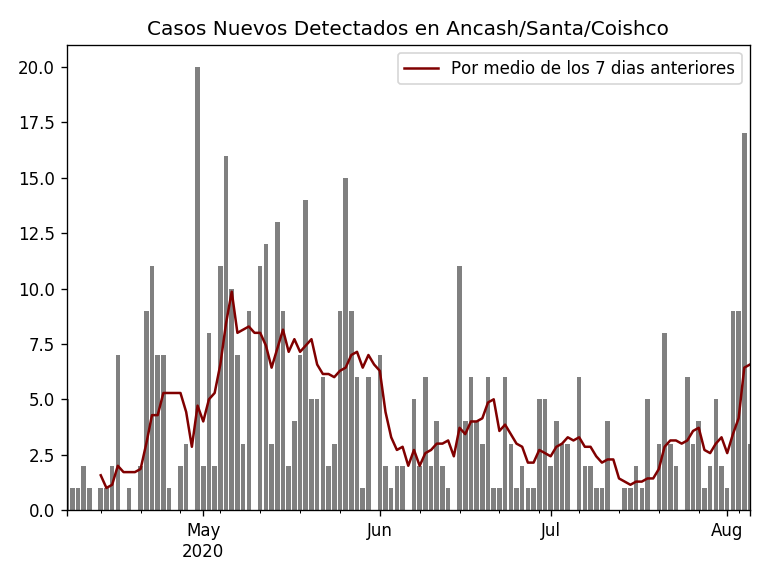 Casos Nuevos Detectados en Ancash/Santa/Coishco
Por medio de los 7 dias anteriores
20.0
17.5
15.0
12.5
10.0
7.5
5.0
2.5
0.0
May
2020
Jun
Jul
Aug